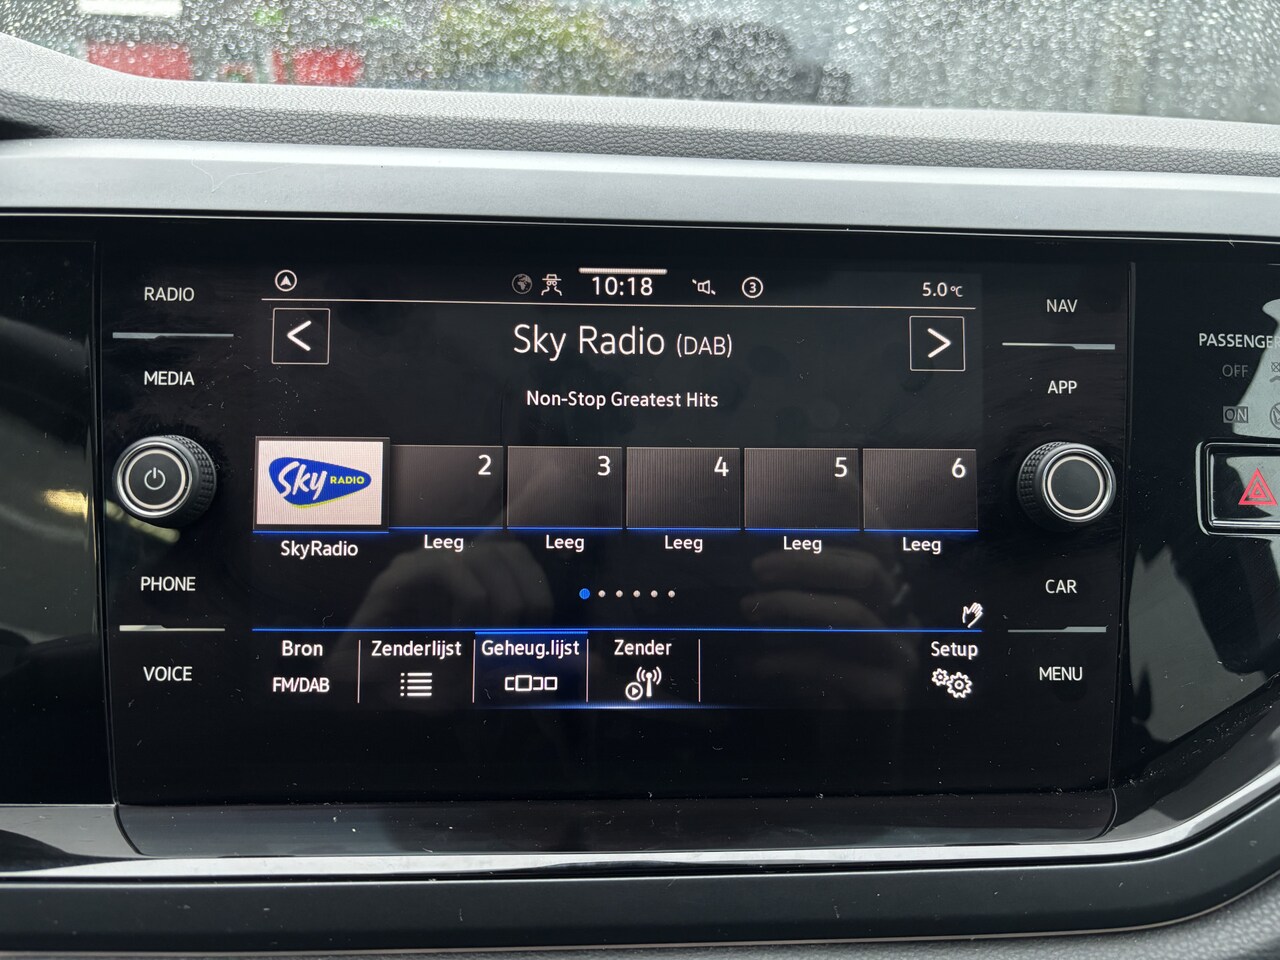 RADIO
MEDIA
PHONE
VOICE
10:18
3
5.0°C
<
Sky Radio (DAB)
>
Non-Stop Greatest Hits
Sky RADIO
2
3
4
5
6
SkyRadio
Leeg
Leeg
Leeg
Leeg
Leeg
Bron
FM/DAB
Zenderlijst
Geheug.lijst
Zender
Setup
NAV
APP
CAR
MENU
PASSENGER
OFF
ON